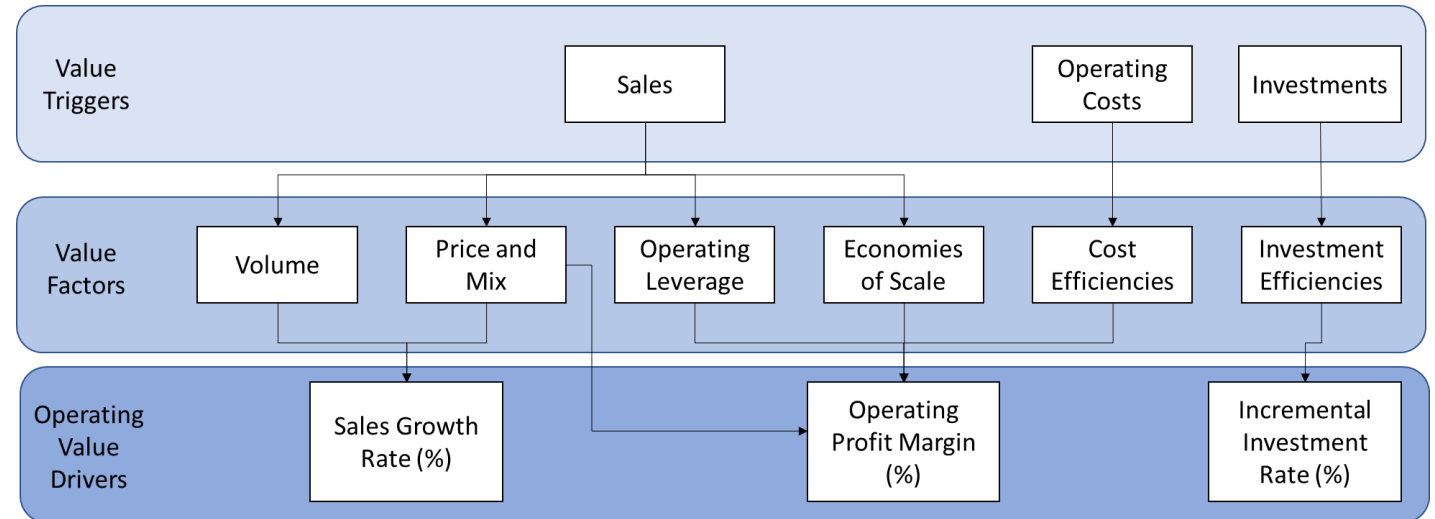 Value
Triggers
Sales
Operating
Costs
Investments
Value
Factors
Volume
Price and
Mix
Operating
Leverage
Economies
of Scale
Cost
Efficiencies
Investment
Efficiencies
Operating
Value
Drivers
Sales Growth
Rate (%)
Operating
Profit Margin
(%)
Incremental
Investment
Rate (%)